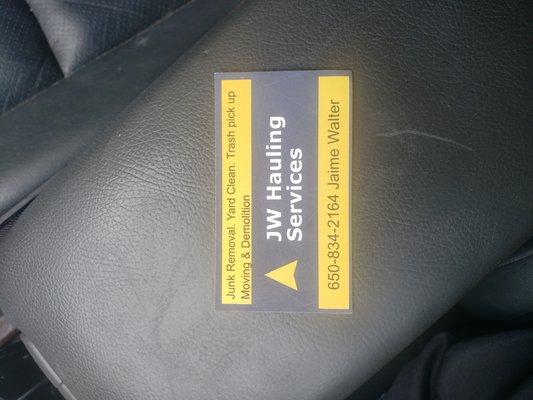 Junk Removal. Yard Clean. Trash pick up
Moving & Demolition
JW Hauling
Services
650-834-2164 Jaime Walter